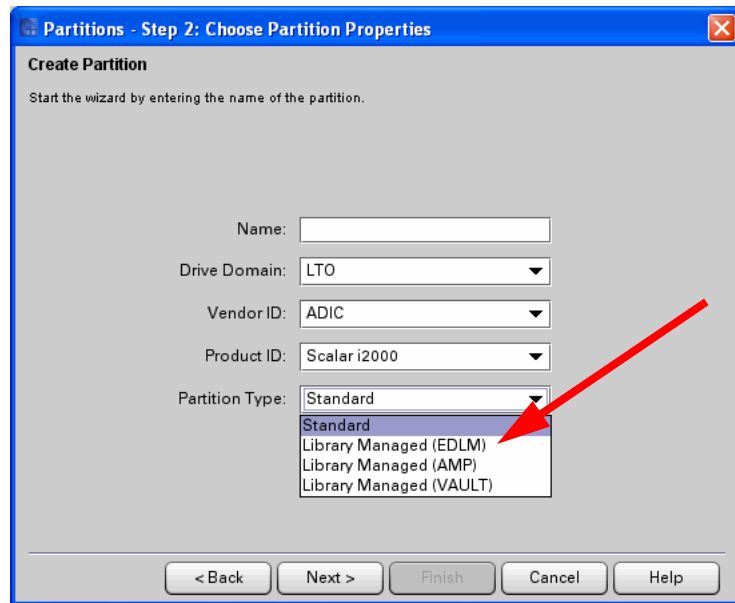 Partitions - Step 2: Choose Partition Properties
Create Partition
Start the wizard by entering the name of the partition.
Name:
Drive Domain: LTO
Vendor ID: ADIC
Product ID: Scalar i2000
Partition Type: Standard
Standard
Library Managed (EDLM)
Library Managed (AMP)
Library Managed (VAULT)
< Back Next > Finish Cancel Help